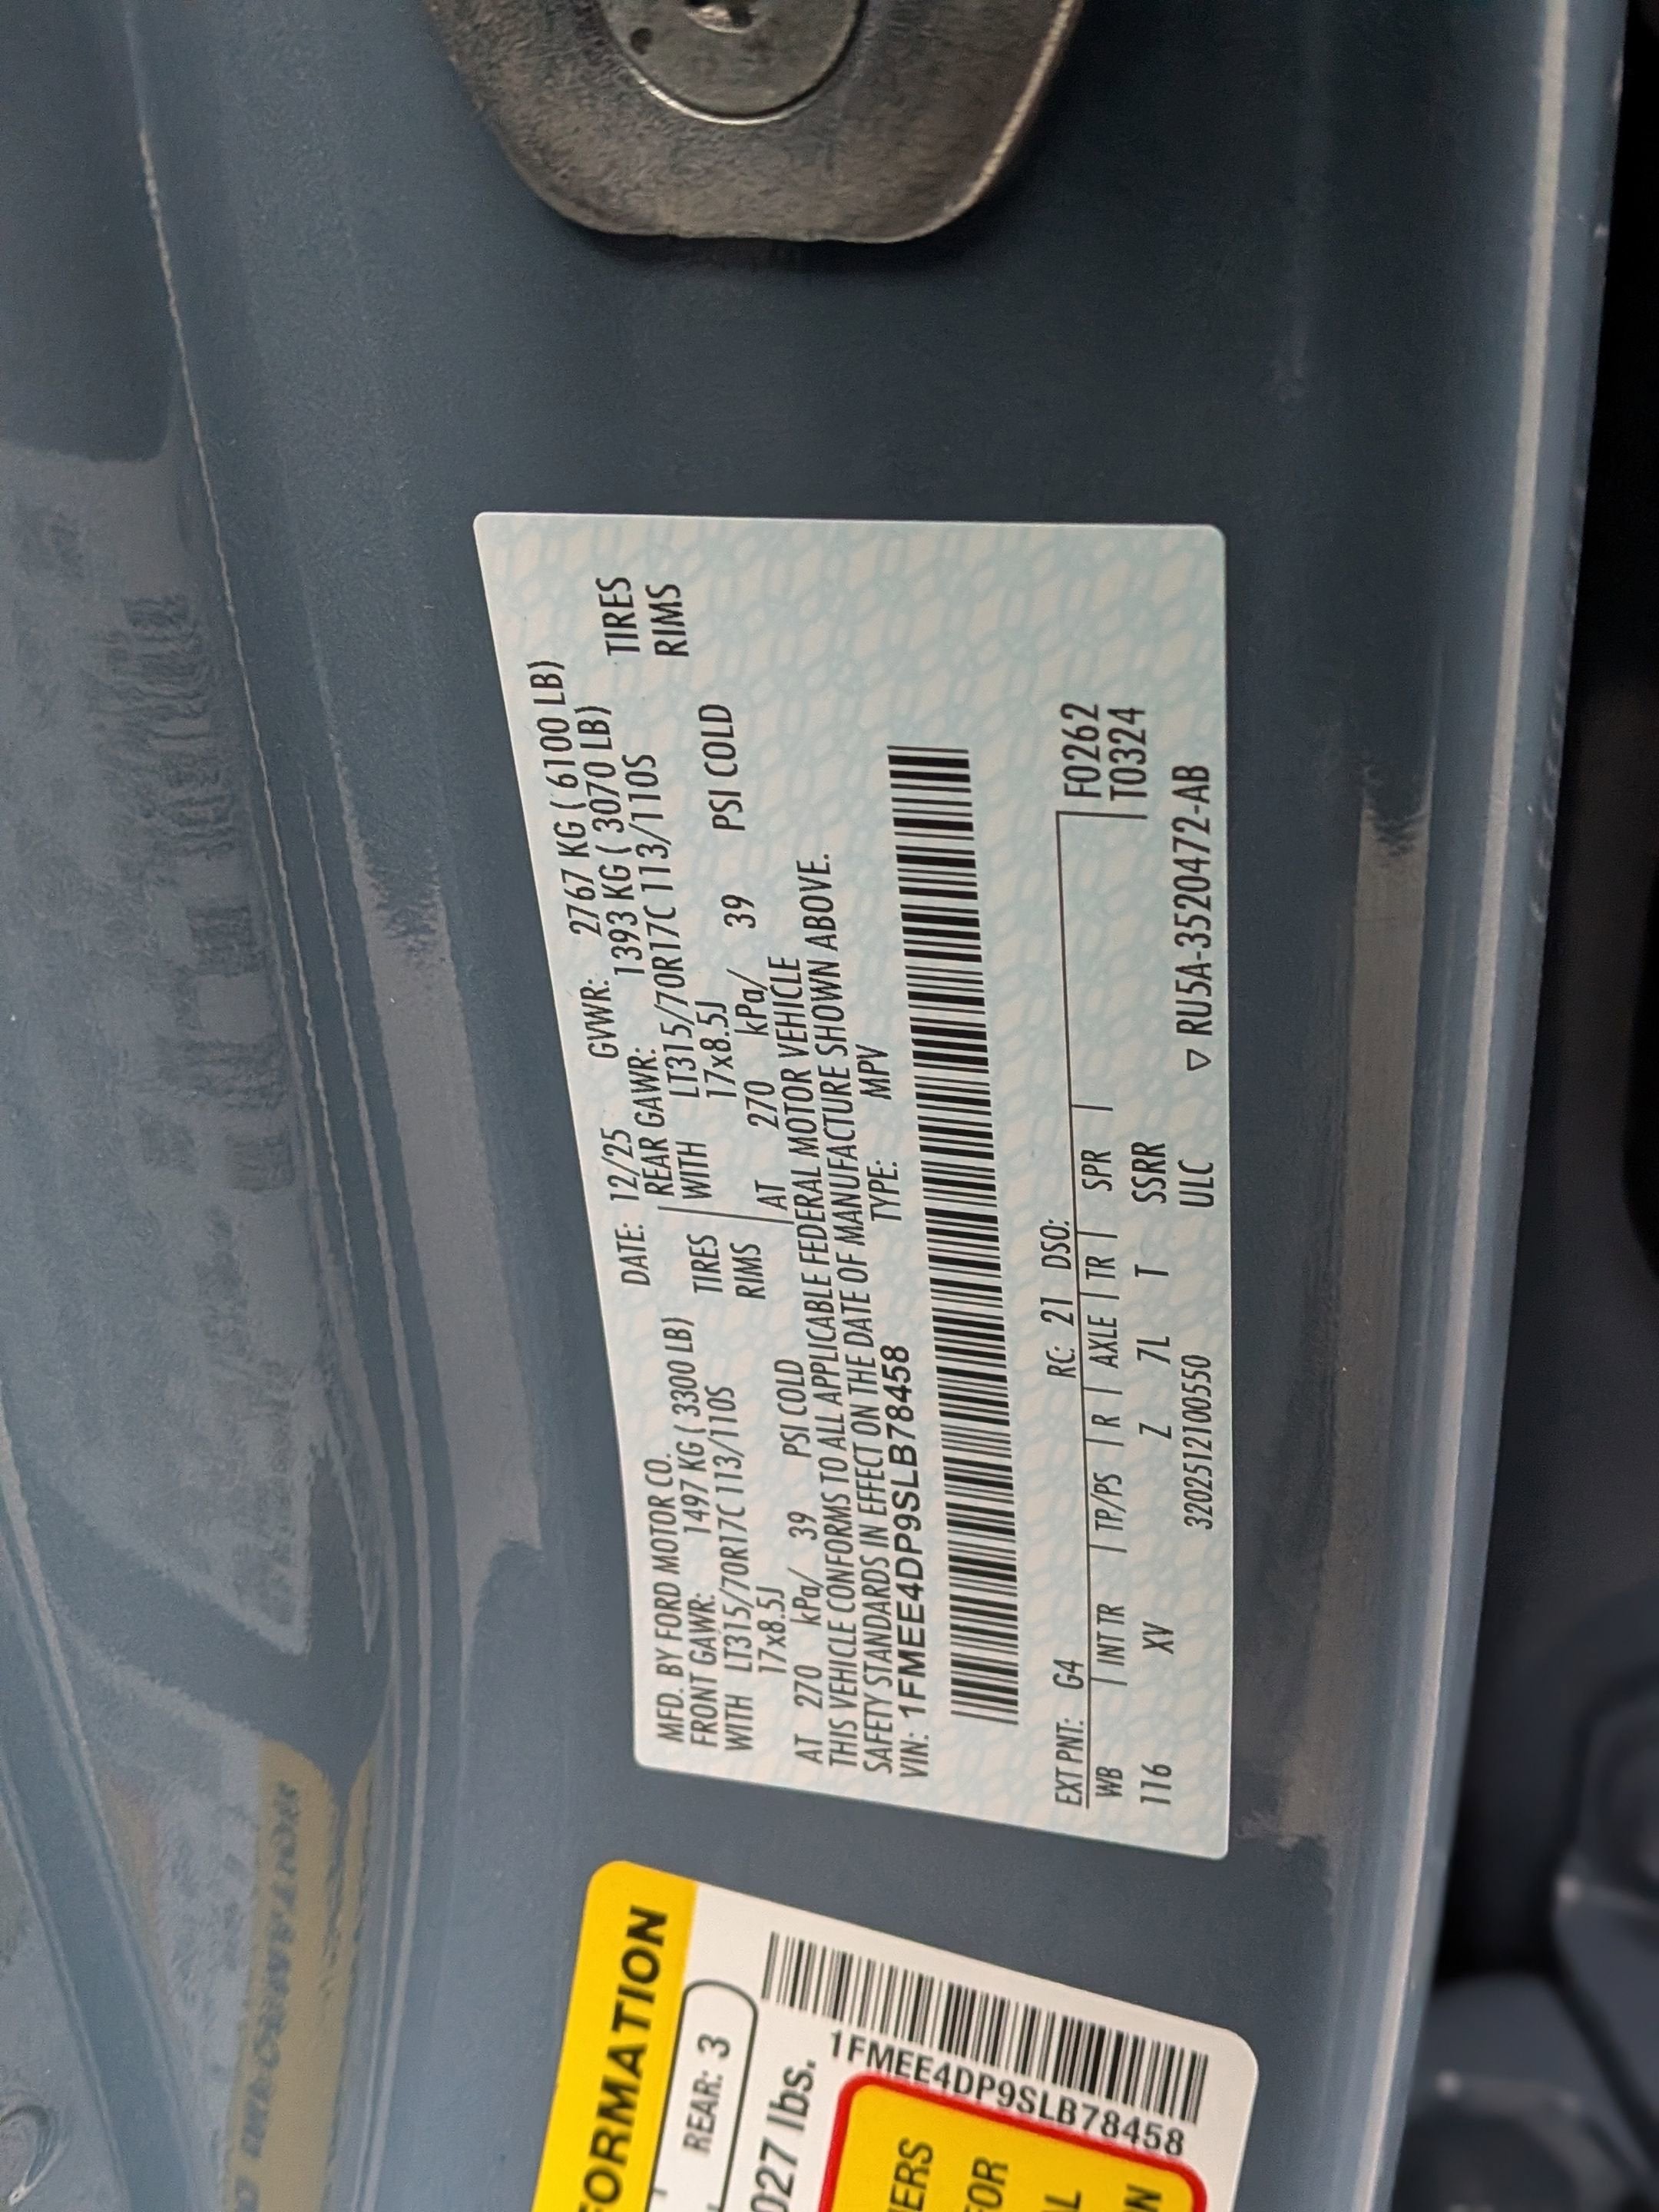 MFD. BY FORD MOTOR CO.
DATE: 12/25 GVWR: 2767 KG ( 6100 LB)
FRONT GAWR: 1497 KG ( 3300 LB)
REAR GAWR: 1393 KG ( 3070 LB)
WITH LT315/70R17C 113/110S TIRES
WITH LT315/70R17C 113/110S TIRES
17x8.5J RIMS
17x8.5J RIMS
AT 270 kPa/ 39 PSI COLD
AT 270 kPa/ 39 PSI COLD
THIS VEHICLE CONFORMS TO ALL APPLICABLE FEDERAL MOTOR VEHICLE
SAFETY STANDARDS IN EFFECT ON THE DATE OF MANUFACTURE SHOWN ABOVE.
VIN: 1FMEE4DP9SLB78458 TYPE: MPV
EXT PNT: G4 RC: 21 DSO:
WB INT TR TP/PS R AXLE TR SPR F0262
116 XV Z 7L T SSRR T0324
3202512100550 ULC ▽ RU5A-3520472-AB
FORMATION
REAR: 3
027 lbs.
1FMEE4DP9SLB78458
FOR